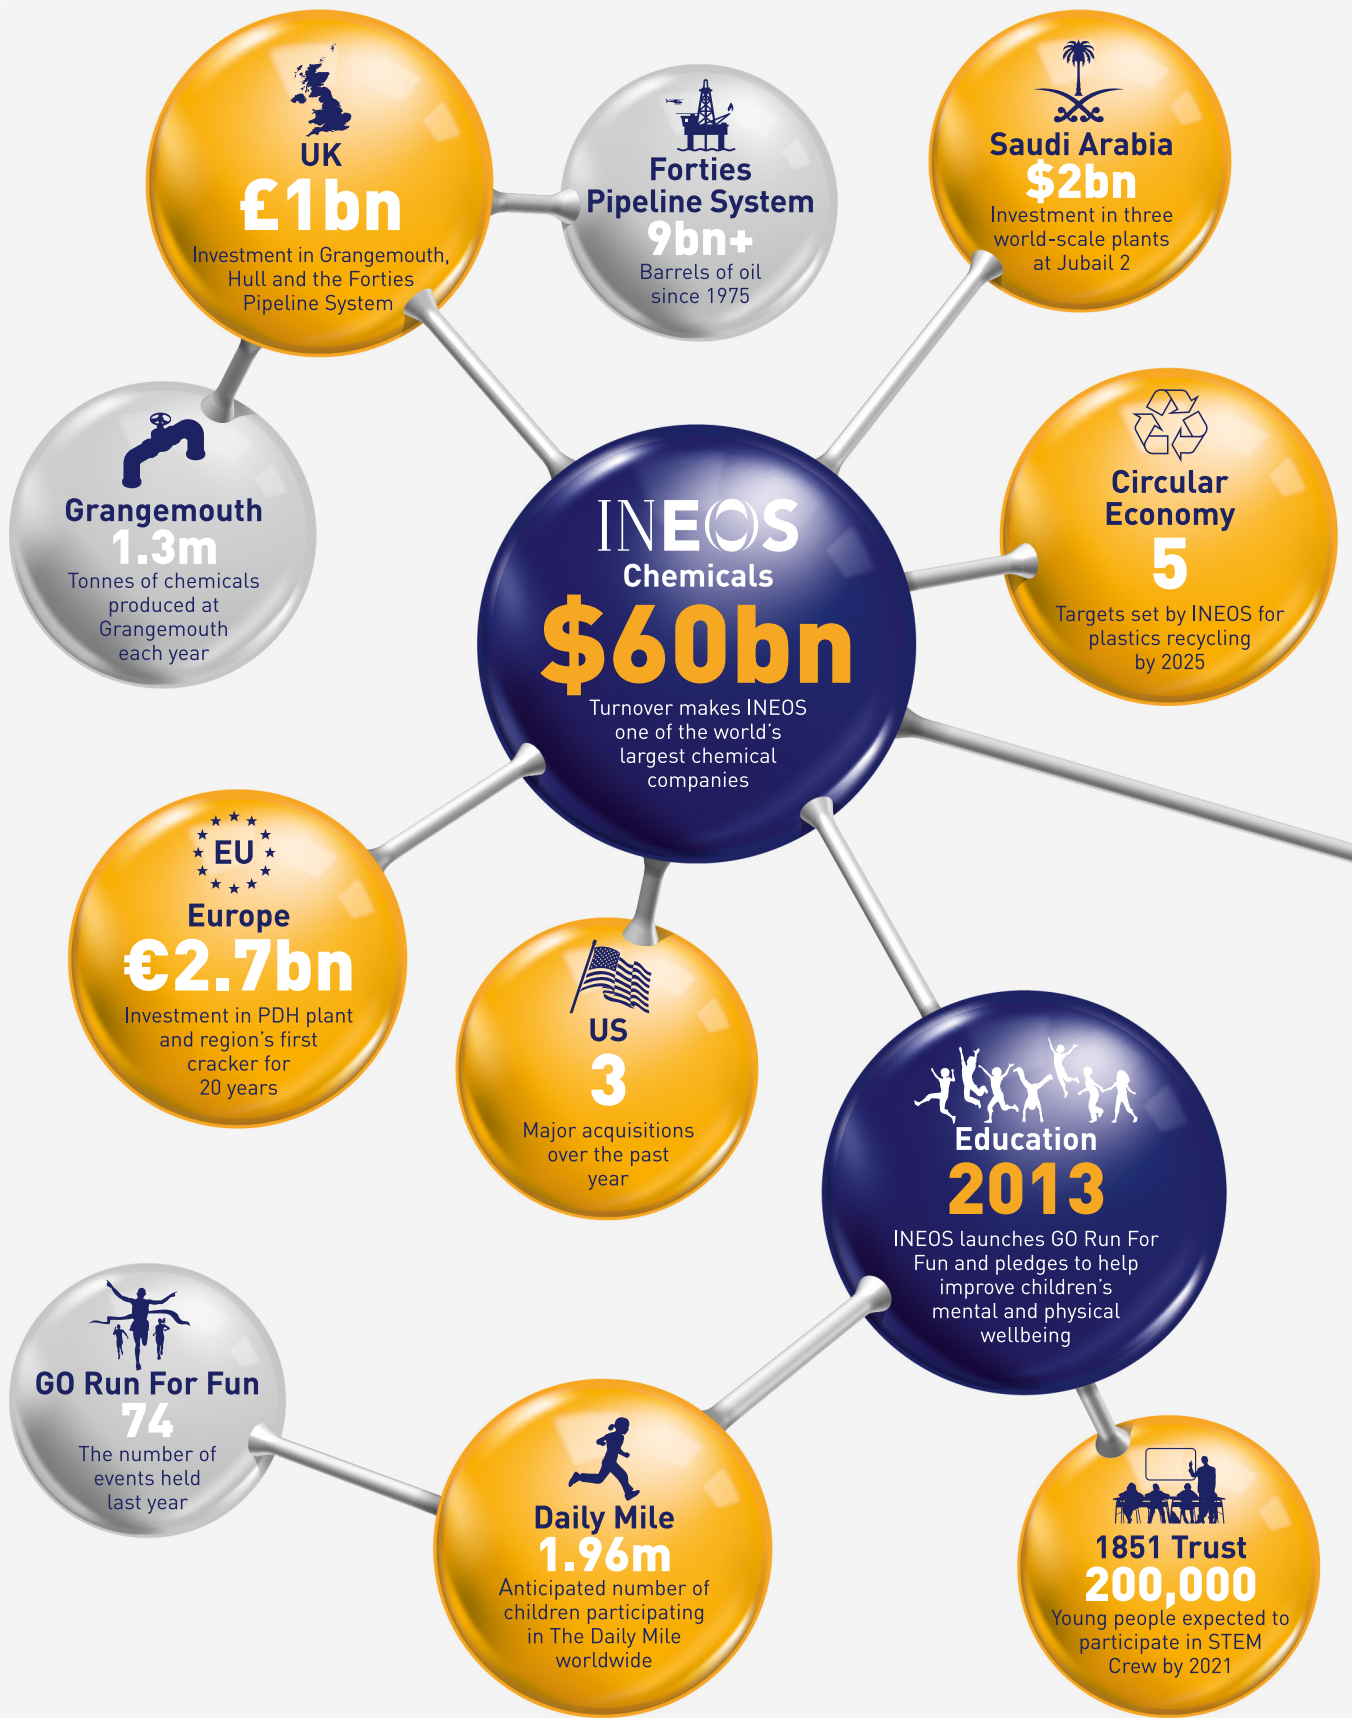 UK
£1bn
Investment in Grangemouth,
Hull and the Forties
Pipeline System
Forties
Pipeline System
9bn+
Barrels of oil
since 1975
Saudi Arabia
$2bn
Investment in three
world-scale plants
at Jubail 2
Grangemouth
1.3m
Tonnes of chemicals
produced at
Grangemouth
each year
INEOS
Chemicals
$60bn
Turnover makes INEOS
one of the world's
largest chemical
companies
Circular
Economy
5
Targets set by INEOS for
plastics recycling
by 2025
EU
Europe
€2.7bn
Investment in PDH plant
and region's first
cracker for
20 years
US
3
Major acquisitions
over the past
year
Education
2013
INEOS launches GO Run For
Fun and pledges to help
improve children's
mental and physical
wellbeing
GO Run For Fun
74
The number of
events held
last year
Daily Mile
1.96m
Anticipated number of
children participating
in The Daily Mile
worldwide
1851 Trust
200,000
Young people expected to
participate in STEM
Crew by 2021